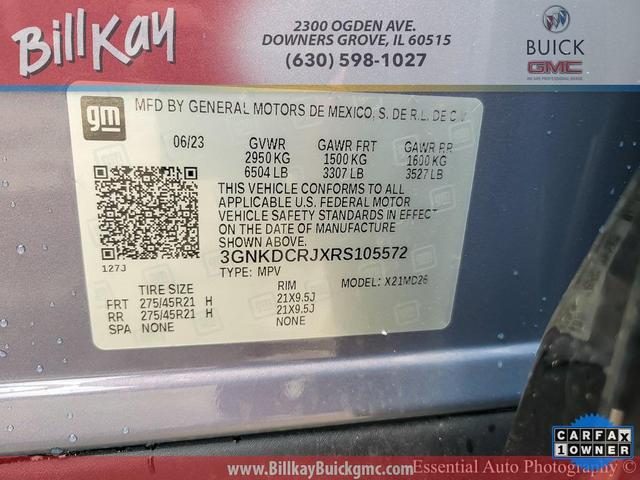 BillKay
2300 OGDEN AVE.
DOWNERS GROVE, IL 60515
(630) 598-1027
BUICK
GMC
gm
MFD BY GENERAL MOTORS DE MEXICO, S. DE R.L. DE C.V.
06/23 GVWR GAWR FRT GAWR RR
2950 KG 1500 KG 1600 KG
6504 LB 3307 LB 3527 LB
THIS VEHICLE CONFORMS TO ALL
APPLICABLE U.S. FEDERAL MOTOR
VEHICLE SAFETY STANDARDS IN EFFECT
ON THE DATE OF MANUFACTURE
SHOWN ABOVE.
3GNKDCRJXRS105572
127J
TYPE: MPV MODEL: X21MD26
TIRE SIZE RIM
FRT 275/45R21 H 21X9.5J
RR 275/45R21 H 21X9.5J
SPA NONE NONE
CARFAX
1 OWNER
www.BillkayBuickgmc.com
Essential Auto Photography ©